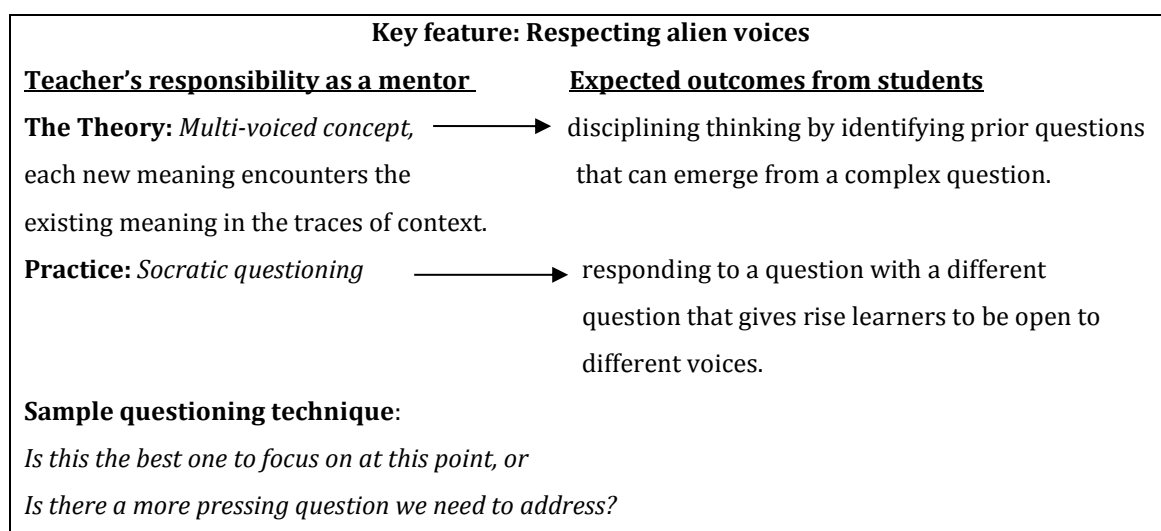 Key feature: Respecting alien voices
Teacher’s responsibility as a mentor Expected outcomes from students
The Theory: Multi-voiced concept, disciplining thinking by identifying prior questions
each new meaning encounters the that can emerge from a complex question.
existing meaning in the traces of context.
Practice: Socratic questioning responding to a question with a different
question that gives rise learners to be open to
different voices.
Sample questioning technique:
Is this the best one to focus on at this point, or
Is there a more pressing question we need to address?